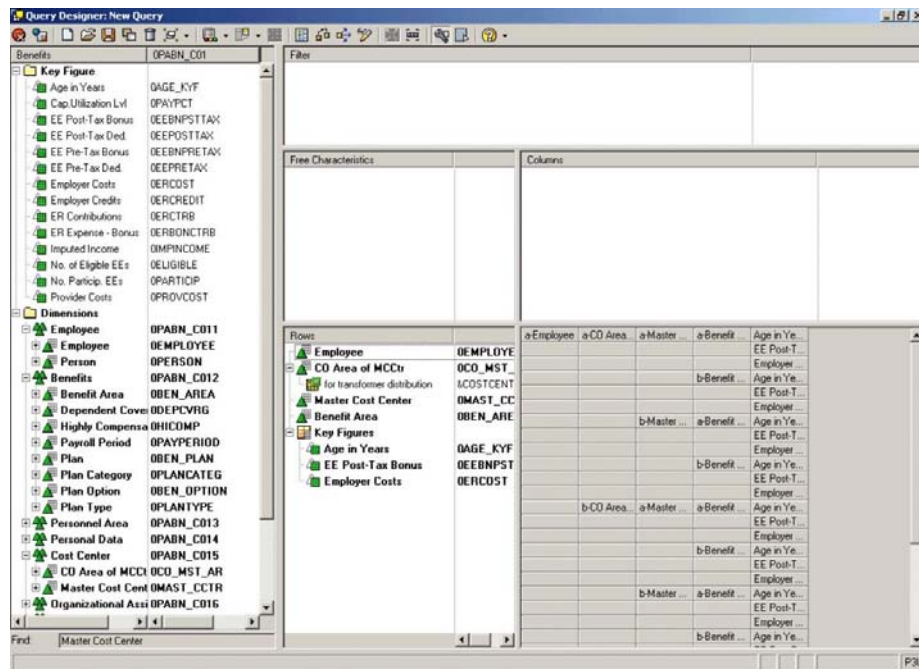 Query Designer: New Query
Benefits 0PABN_C01
Key Figure
Age in Years 0AGE_KYF
Cap.Utilization Lvl 0PAYPCT
EE Post-Tax Bonus 0EEBNPSTTAX
EE Post-Tax Ded. 0EEPOSTTAX
EE Pre-Tax Bonus 0EEBNPRETAX
EE Pre-Tax Ded. 0EEPRETAX
Employer Costs 0ERCOST
Employer Credits 0ERCREDIT
ER Contributions 0ERCTRB
ER Expense - Bonus 0ERBONCTRB
Imputed Income 0IMPINCOME
No. of Eligible EEs 0ELIGIBLE
No. Particip. EEs 0PARTICIP
Provider Costs 0PROVCOST
Dimensions
Employee 0PABN_C011
Employee 0EMPLOYEE
Person 0PERSON
Benefits 0PABN_C012
Benefit Area 0BEN_AREA
Dependent Cove 0DEPCVRG
Highly Compensa 0HICOMP
Payroll Period 0PAYPERIOD
Plan 0BEN_PLAN
Plan Category 0PLANCATEG
Plan Option 0BEN_OPTION
Plan Type 0PLANTYPE
Personnel Area 0PABN_C013
Personal Data 0PABN_C014
Cost Center 0PABN_C015
CO Area of MCCt 0CO_MST_AR
Master Cost Cent 0MAST_CCTR
Organizational Assi 0PABN_C016
Find: Master Cost Center
Filter
Free Characteristics
Columns
Rows
Employee 0EMPLOYE
CO Area of MCCtr 0CO_MST_
for transformer distribution &COSTCENT
Master Cost Center 0MAST_CC
Benefit Area 0BEN_ARE
Key Figures
Age in Years 0AGE_KYF
EE Post-Tax Bonus 0EEBNPST
Employer Costs 0ERCOST
a-Employee a-CO Area... a-Master ... a-Benefit ... Age in Ye...
EE Post-T...
Employer ...
b-Benefit ... Age in Ye...
EE Post-T...
Employer ...
b-Master ... a-Benefit ... Age in Ye...
EE Post-T...
Employer ...
b-Benefit ... Age in Ye...
EE Post-T...
Employer ...
b-CO Area... a-Master ... a-Benefit ... Age in Ye...
EE Post-T...
Employer ...
b-Benefit ... Age in Ye...
EE Post-T...
Employer ...
b-Master ... a-Benefit ... Age in Ye...
EE Post-T...
Employer ...
b-Benefit ... Age in Ye...